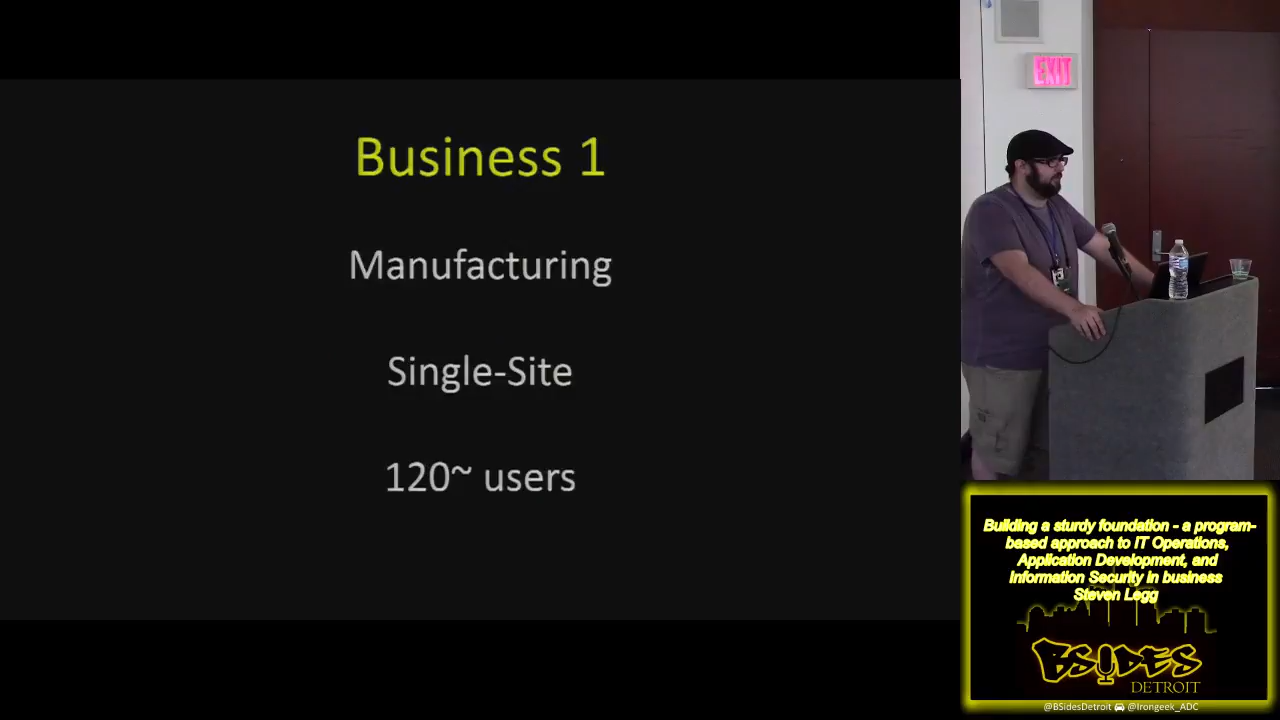 Business 1
Manufacturing
Single-Site
120~ users
EXIT
Building a sturdy foundation - a program-
based approach to IT Operations,
Application Development, and
Information Security in business
Steven Legg
BSIDES
DETROIT
@BSidesDetroit @Irongeek_ADC